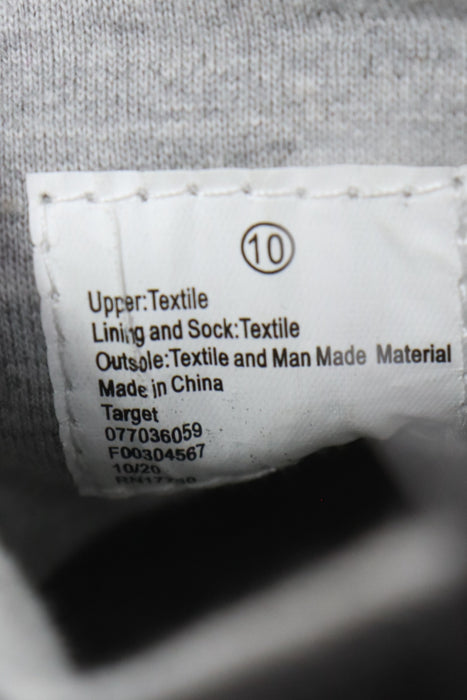 10
Upper:Textile
Lining and Sock:Textile
Outsole:Textile and Man Made Material
Made in China
Target
077036059
F00304567
10/20